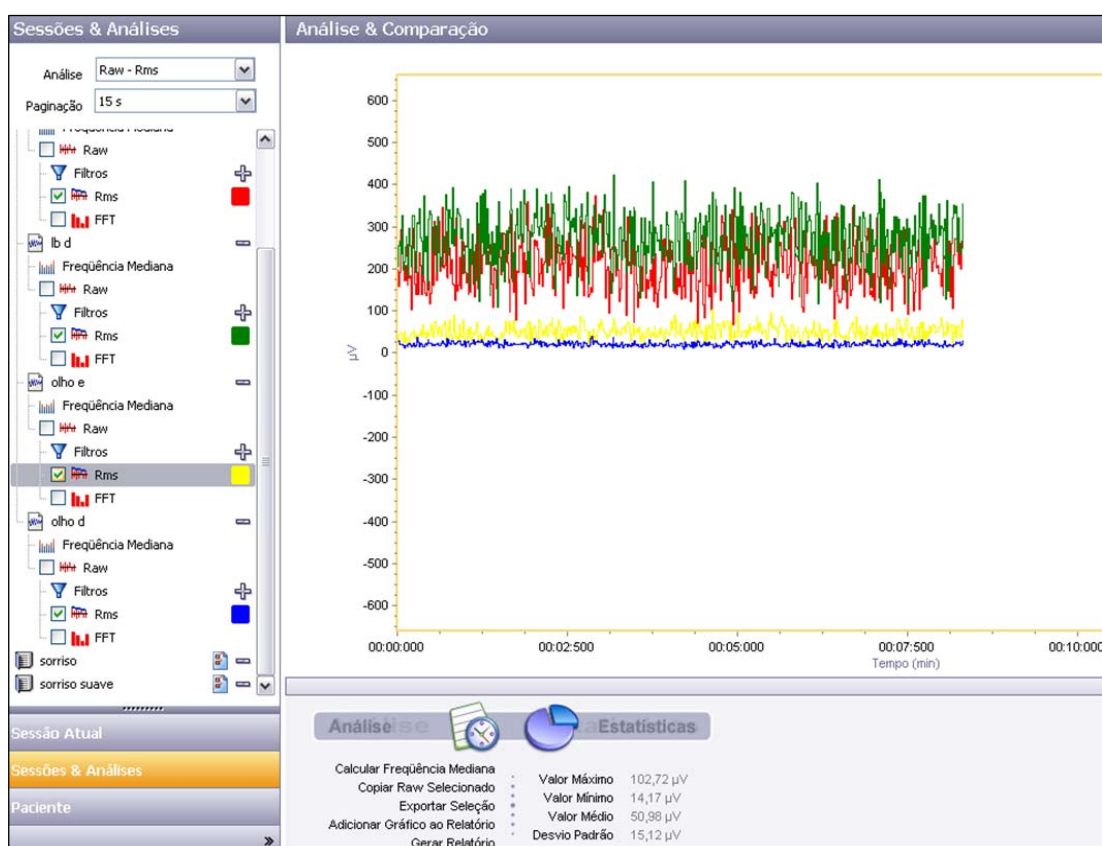 Sessões & Análises
Análise Raw - Rms
Paginação 15 s
Freqüência Mediana
Raw
Filtros
Rms
FFT
lb d
Freqüência Mediana
Raw
Filtros
Rms
FFT
olho e
Freqüência Mediana
Raw
Filtros
Rms
FFT
olho d
Freqüência Mediana
Raw
Filtros
Rms
FFT
sorriso
sorriso suave
Sessão Atual
Sessões & Análises
Paciente
»
Análise & Comparação
600
500
400
300
200
100
0
-100
-200
-300
-400
-500
-600
µV
00:00:000 00:02:500 00:05:000 00:07:500 00:10:000
Tempo (min)
Análise
Estatísticas
Calcular Freqüência Mediana
Copiar Raw Selecionado
Exportar Seleção
Adicionar Gráfico ao Relatório
Gerar Relatório
Valor Máximo 102,72 µV
Valor Mínimo 14,17 µV
Valor Médio 50,98 µV
Desvio Padrão 15,12 µV